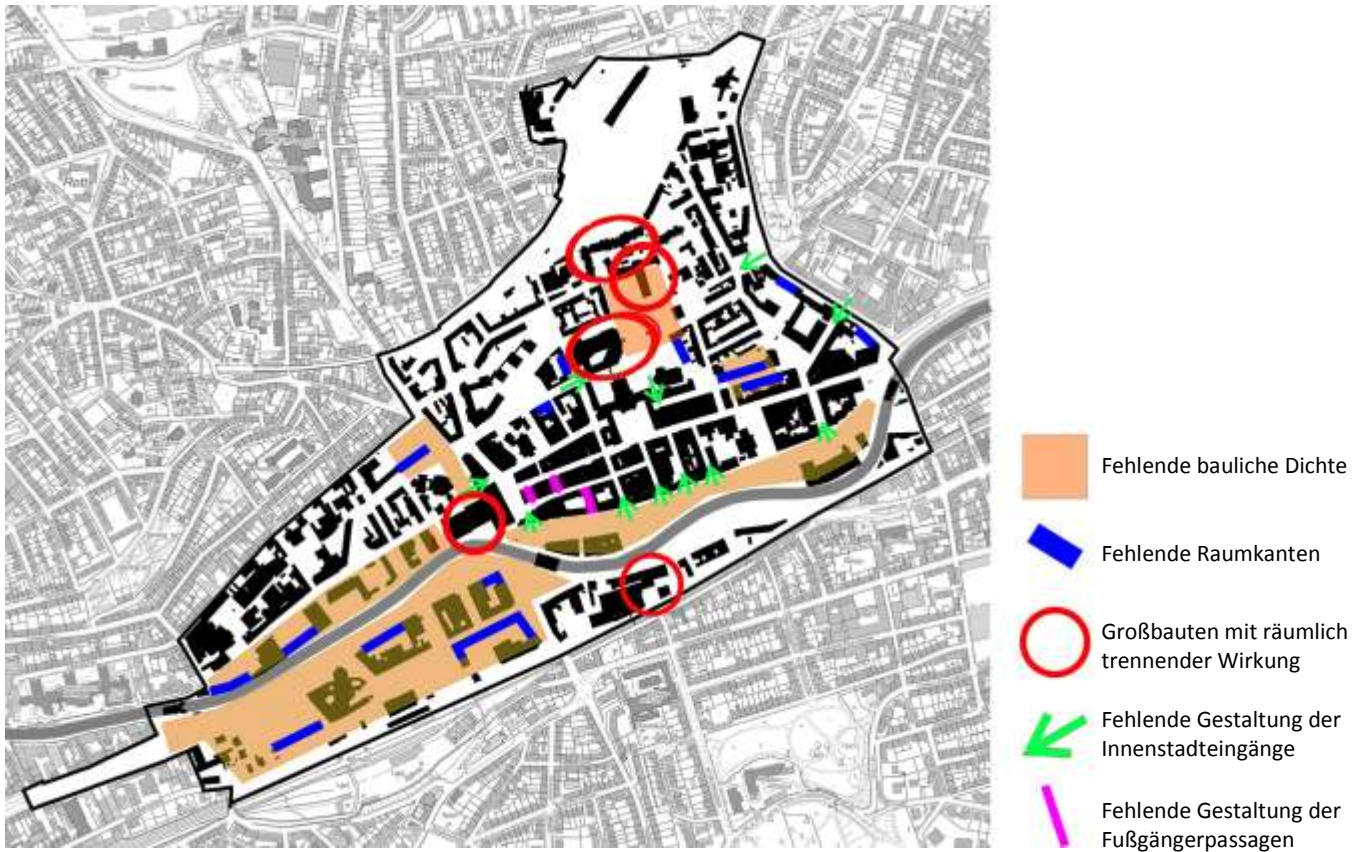 Fehlende bauliche Dichte
Fehlende Raumkanten
Großbauten mit räumlich
trennender Wirkung
Fehlende Gestaltung der
Innenstadteingänge
Fehlende Gestaltung der
Fußgängerpassagen